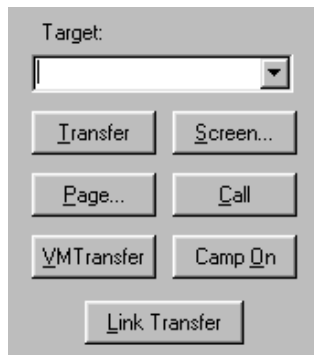 Target:
Transfer
Screen...
Page...
Call
VMTransfer
Camp On
Link Transfer